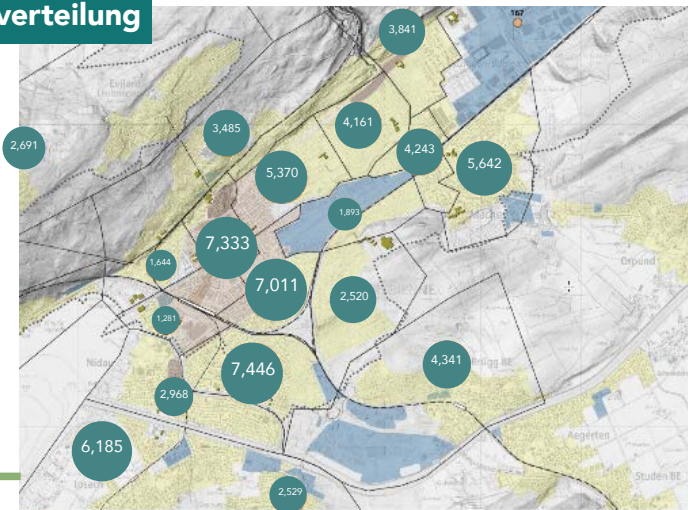 verteilung
167
3,841
Evilard
2,691
3,485
4,161
4,243
5,642
5,370
1,893
7,333
Orpund
1,644
7,011
2,520
1,281
Nidau
7,446
4,341
Brügg BE
2,968
6,185
Aegerten
Studen BE
2,529